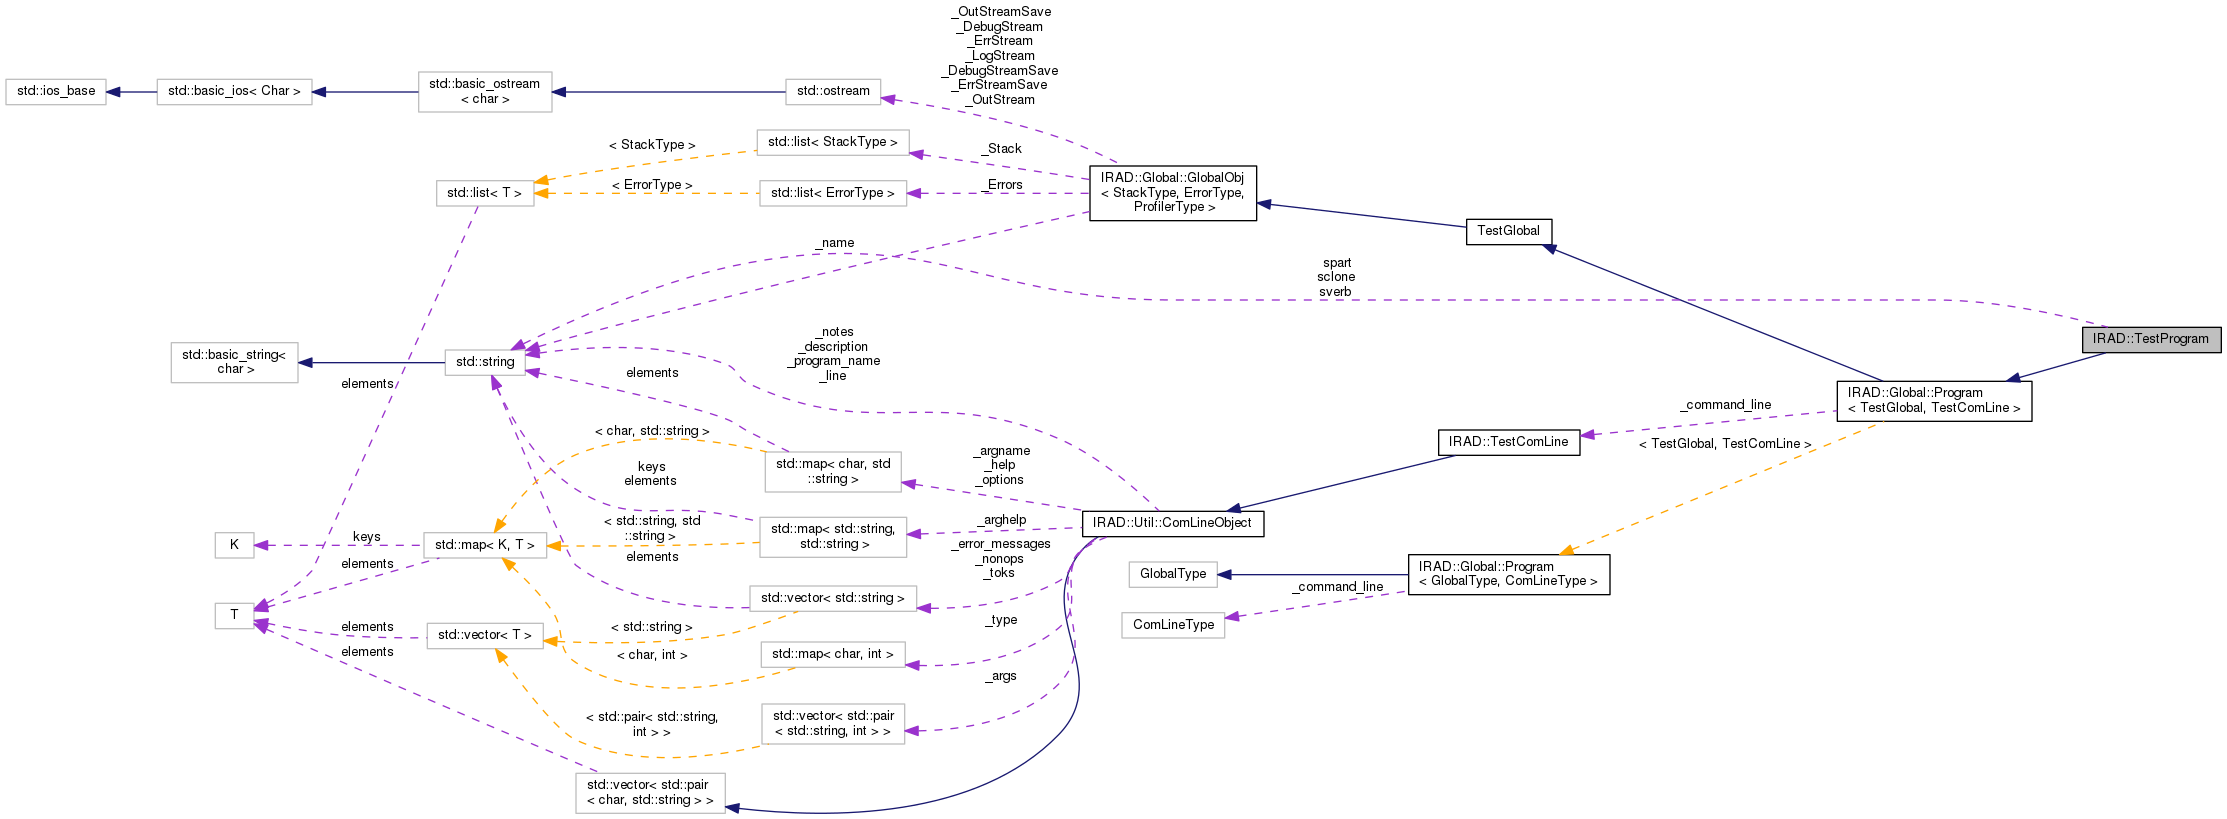 _OutStreamSave
_DebugStream
_ErrStream
_LogStream
_DebugStreamSave
_ErrStreamSave
_OutStream
std::ios_base
std::basic_ios< Char >
std::basic_ostream
< char >
std::ostream
< StackType >
std::list< StackType >
_Stack
std::list< T >
< ErrorType >
std::list< ErrorType >
_Errors
IRAD::Global::GlobalObj
< StackType, ErrorType,
ProfilerType >
TestGlobal
_name
spart
sclone
sverb
IRAD::TestProgram
std::basic_string<
char >
std::string
_notes
_description
_program_name
_line
elements
elements
IRAD::Global::Program
< TestGlobal, TestComLine >
_command_line
IRAD::TestComLine
< TestGlobal, TestComLine >
< char, std::string >
std::map< char, std
::string >
_argname
_help
_options
keys
elements
< std::string, std
::string >
std::map< std::string,
std::string >
_arghelp
IRAD::Util::ComLineObject
K
keys
std::map< K, T >
elements
elements
_error_messages
_nonops
_toks
GlobalType
IRAD::Global::Program
< GlobalType, ComLineType >
_command_line
ComLineType
T
elements
std::vector< T >
std::vector< std::string >
< std::string >
_type
< char, int >
std::map< char, int >
elements
_args
< std::pair< std::string,
int > >
std::vector< std::pair
< std::string, int > >
std::vector< std::pair
< char, std::string > >